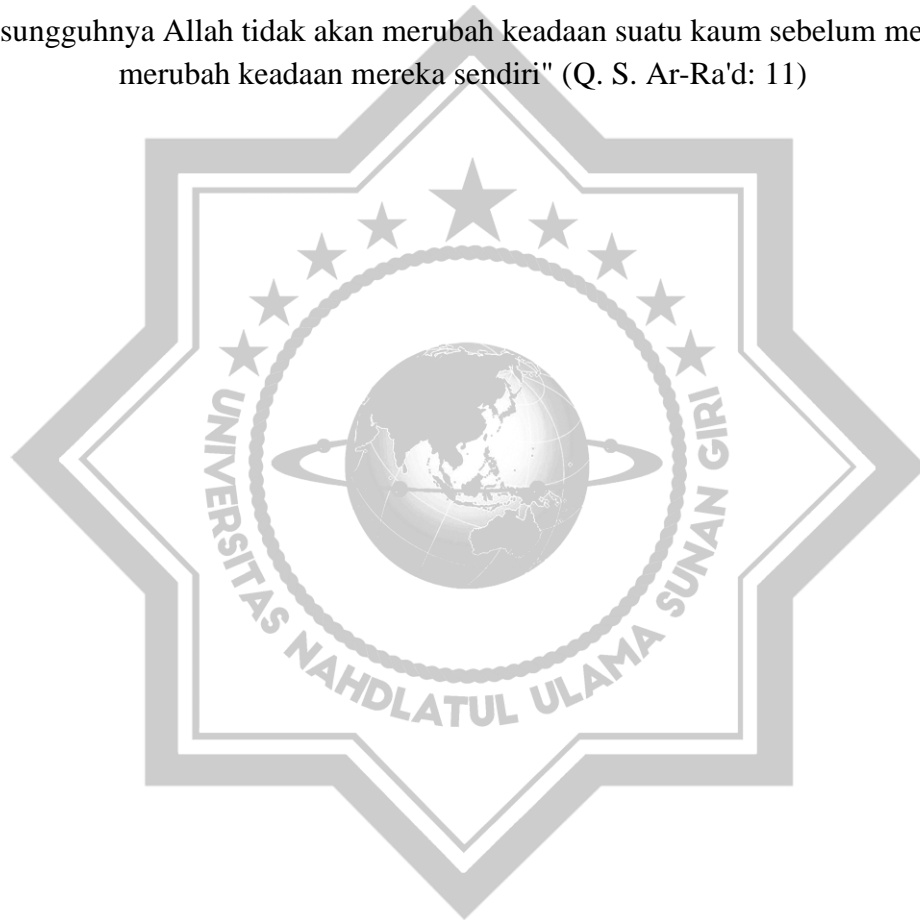 sungguhnya Allah tidak akan merubah keadaan suatu kaum sebelum me
merubah keadaan mereka sendiri" (Q. S. Ar-Ra'd: 11)
UNIVERSITAS NAHDLATUL ULAMA SUNAN GIRI